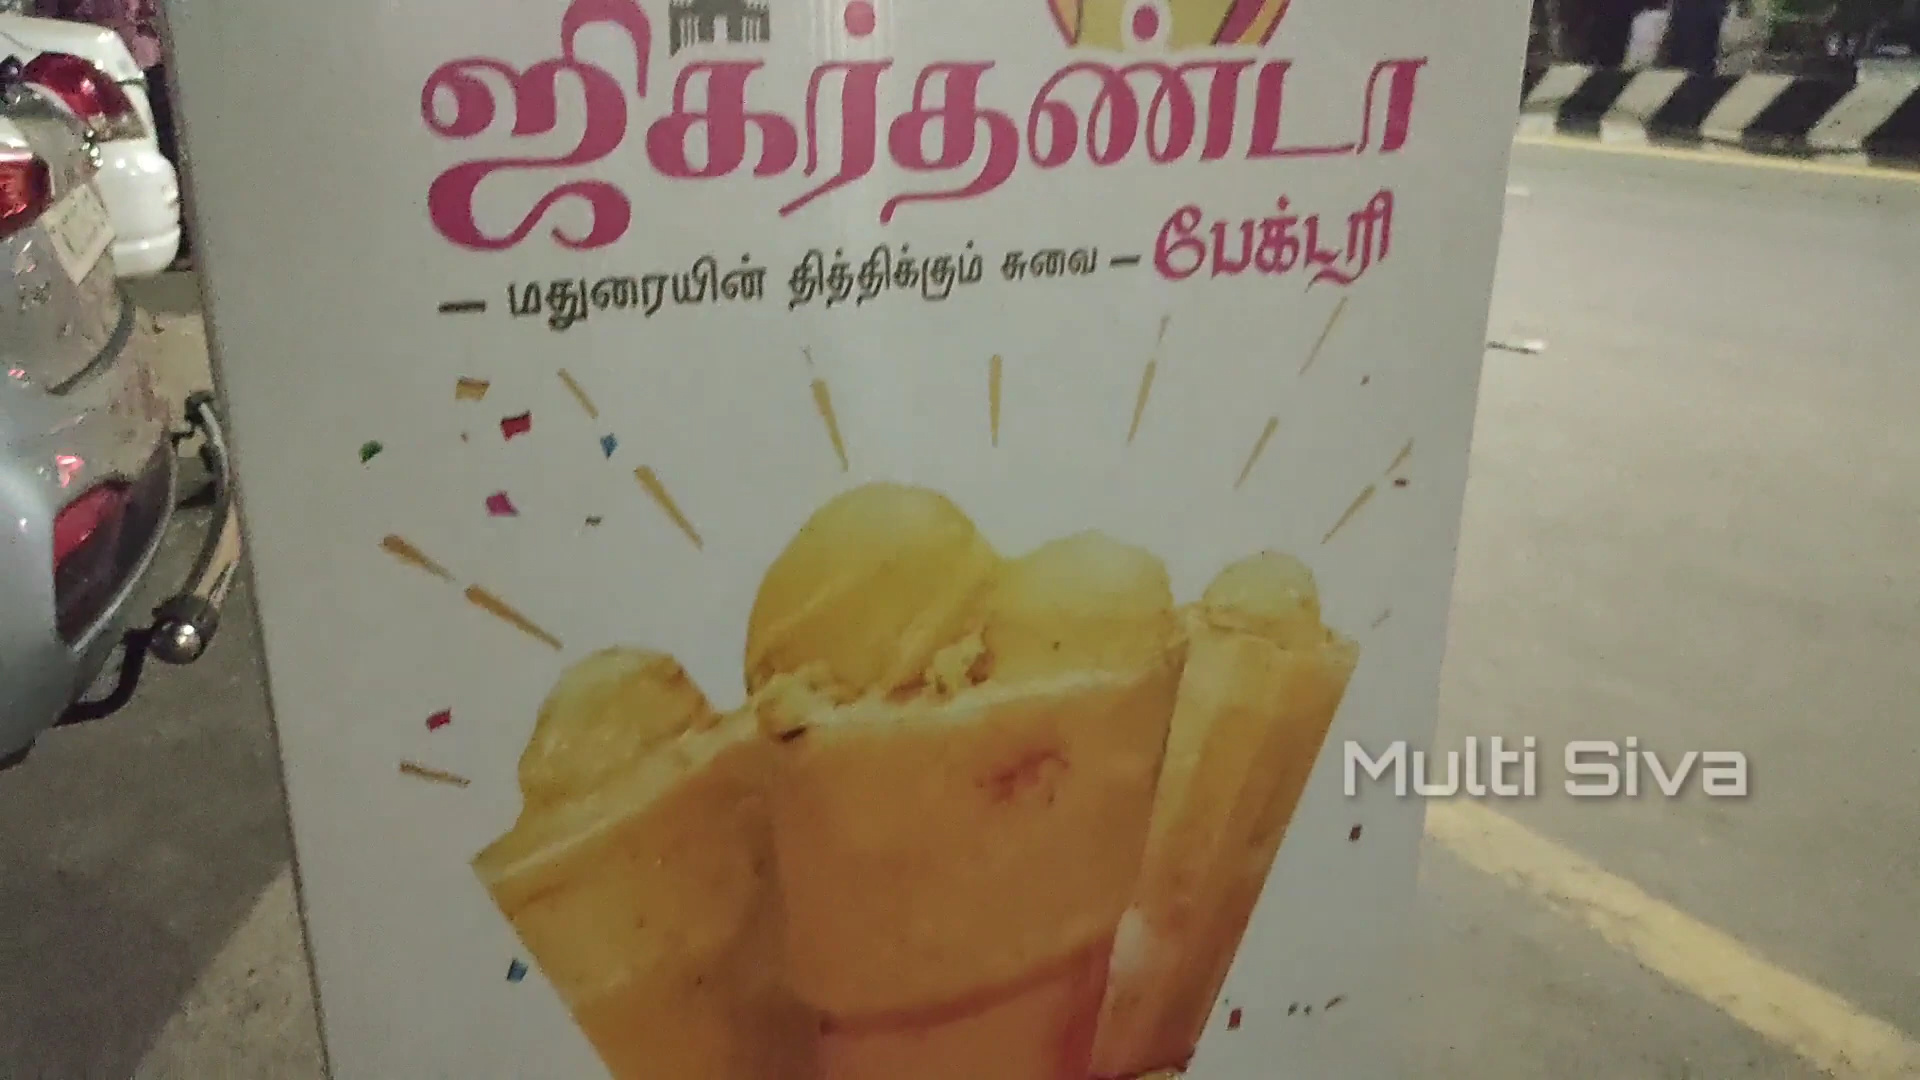 ஜிகர்தண்டா
பேக்டரி
— மதுரையின் தித்திக்கும் சுவை —
Multi Siva